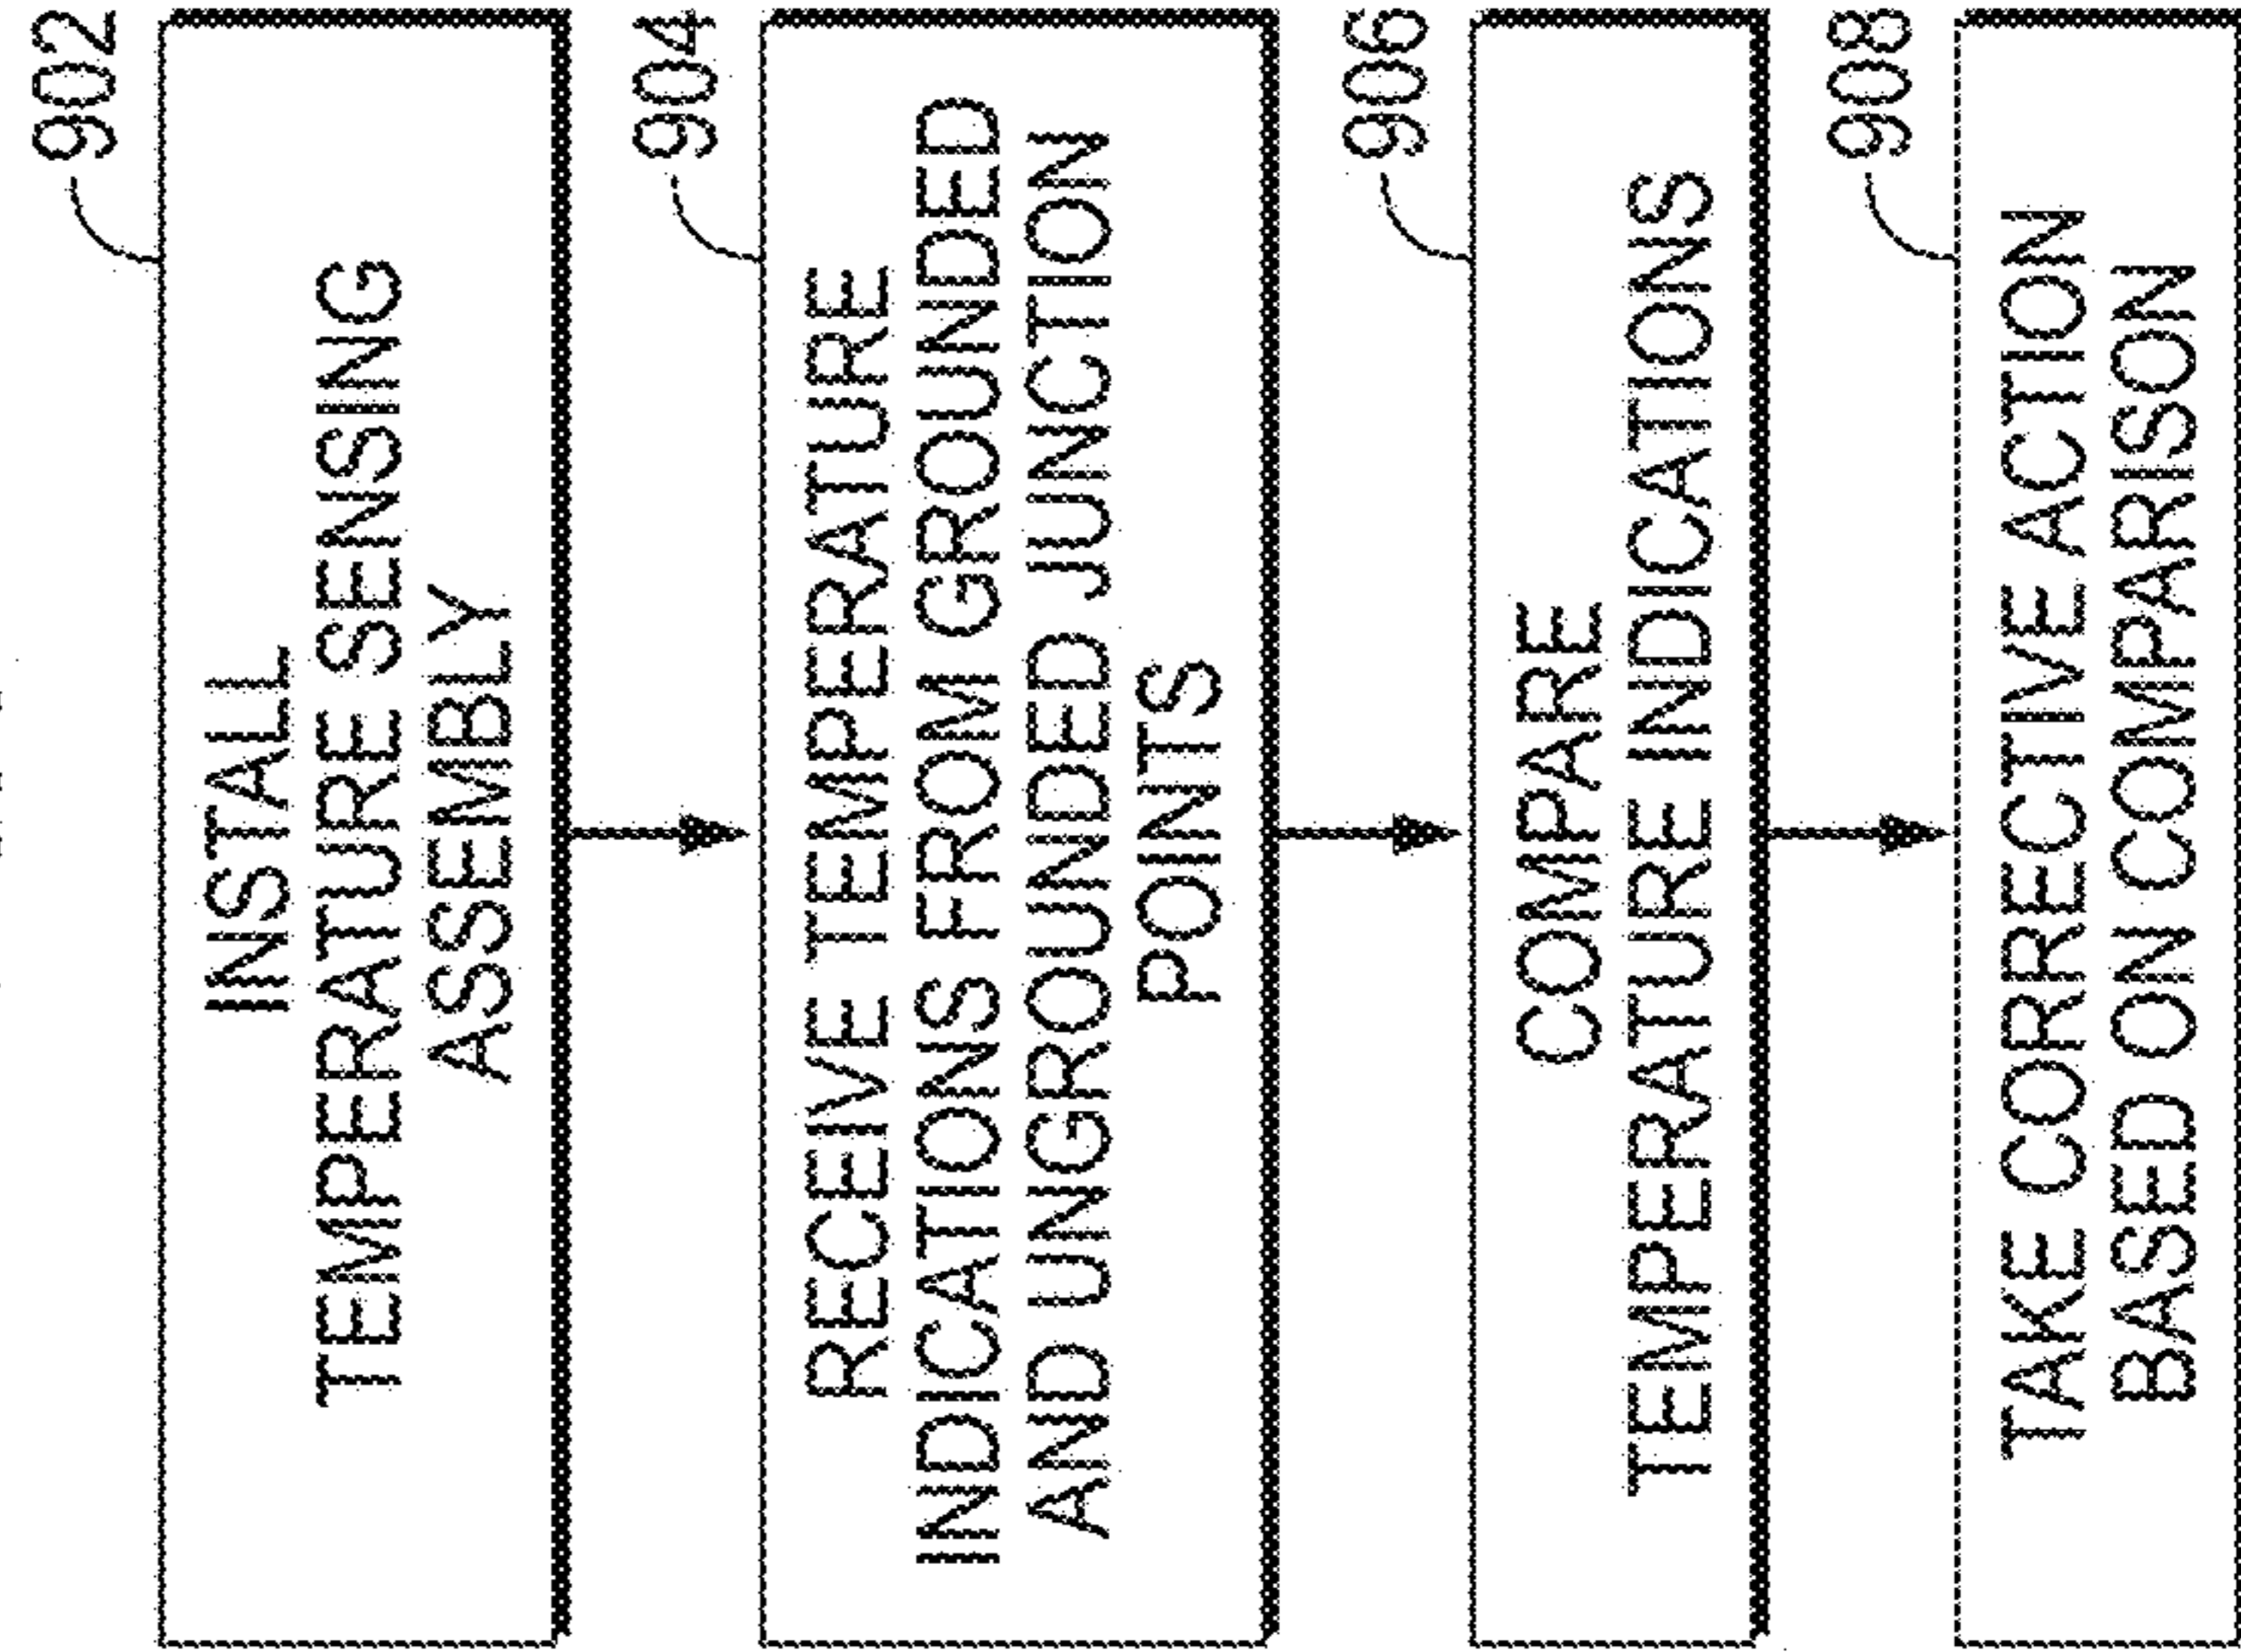 902
INSTALL
TEMPERATURE SENSING
ASSEMBLY
904
RECEIVE TEMPERATURE
INDICATIONS FROM GROUNDED
AND UNGROUNDED JUNCTION
POINTS
906
COMPARE
TEMPERATURE INDICATIONS
908
TAKE CORRECTIVE ACTION
BASED ON COMPARISON